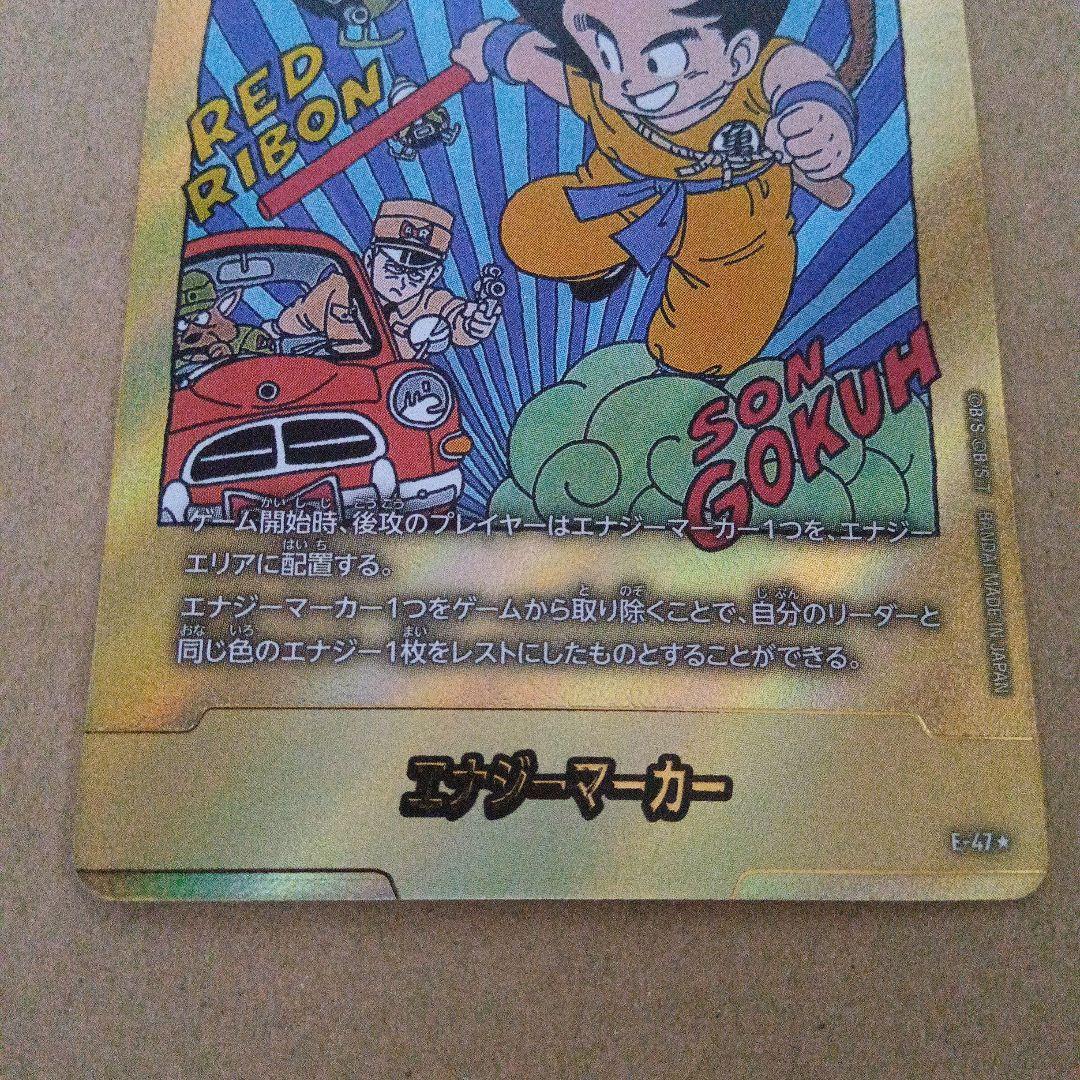 RED
RIBON
亀
R R
SON
GOKUH
ゲーム開始時、後攻のプレイヤーはエナジーマーカー1つを、エナジー
エリアに配置する。
エナジーマーカー1つをゲームから取り除くことで、自分のリーダーと
同じ色のエナジー1枚をレストにしたものとすることができる。
©B/S ©B/S・T BANDAI MADE IN JAPAN
エナジーマーカー
E-47★